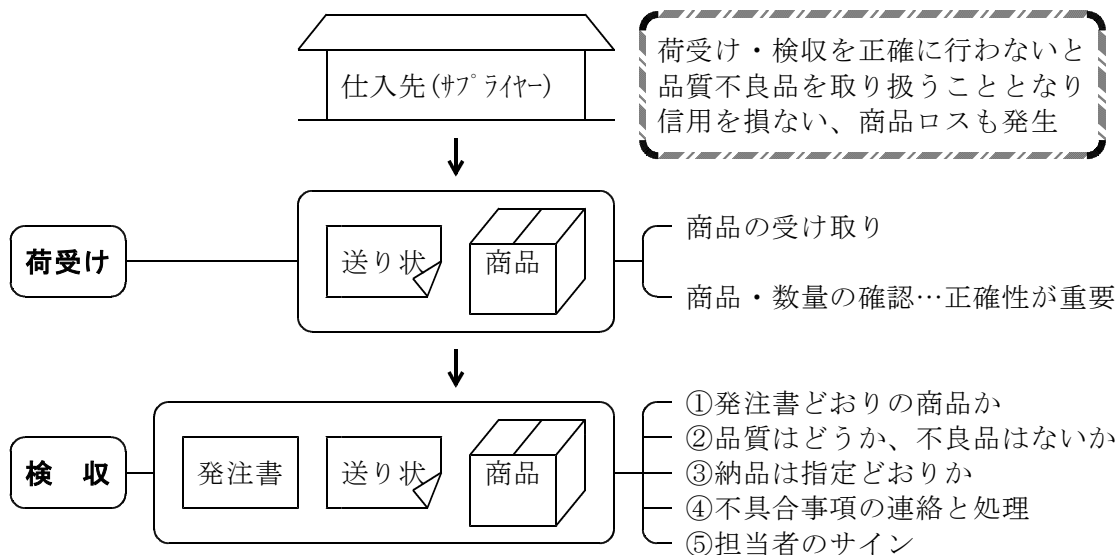 仕入先(ｻﾌﾟﾗｲﾔｰ)
荷受け・検収を正確に行わないと
品質不良品を取り扱うこととなり
信用を損ない、商品ロスも発生
荷受け
送り状
商品
商品の受け取り
商品・数量の確認…正確性が重要
検　収
発注書
送り状
商品
①発注書どおりの商品か
②品質はどうか、不良品はないか
③納品は指定どおりか
④不具合事項の連絡と処理
⑤担当者のサイン